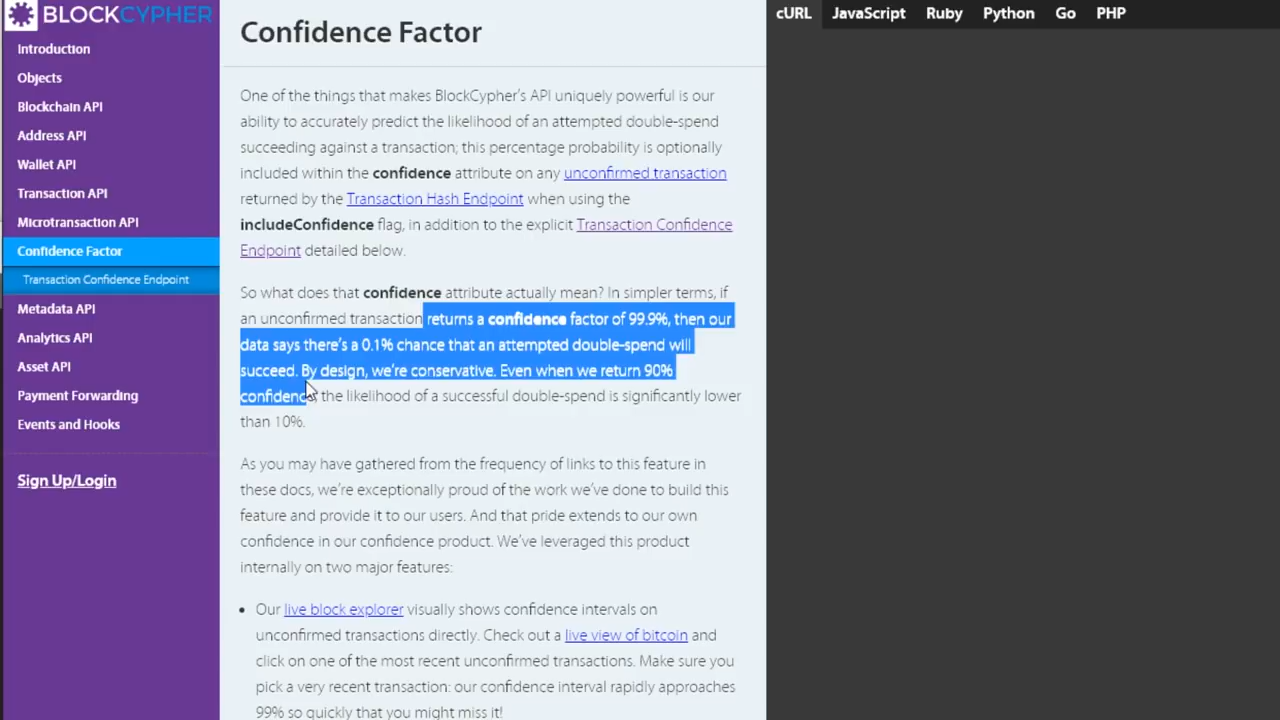 BLOCKCYPHER
Introduction
Objects
Blockchain API
Address API
Wallet API
Transaction API
Microtransaction API
Confidence Factor
Transaction Confidence Endpoint
Metadata API
Analytics API
Asset API
Payment Forwarding
Events and Hooks
Sign Up/Login
Confidence Factor
One of the things that makes BlockCypher's API uniquely powerful is our
ability to accurately predict the likelihood of an attempted double-spend
succeeding against a transaction; this percentage probability is optionally
included within the confidence attribute on any unconfirmed transaction
returned by the Transaction Hash Endpoint when using the
includeConfidence flag, in addition to the explicit Transaction Confidence
Endpoint detailed below.
So what does that confidence attribute actually mean? In simpler terms, if
an unconfirmed transaction returns a confidence factor of 99.9%, then our
data says there's a 0.1% chance that an attempted double-spend will
succeed. By design, we're conservative. Even when we return 90%
confidence, the likelihood of a successful double-spend is significantly lower
than 10%.
As you may have gathered from the frequency of links to this feature in
these docs, we're exceptionally proud of the work we've done to build this
feature and provide it to our users. And that pride extends to our own
confidence in our confidence product. We've leveraged this product
internally on two major features:
• Our live block explorer visually shows confidence intervals on
unconfirmed transactions directly. Check out a live view of bitcoin and
click on one of the most recent unconfirmed transactions. Make sure you
pick a very recent transaction: our confidence interval rapidly approaches
99% so quickly that you might miss it!
cURL JavaScript Ruby Python Go PHP